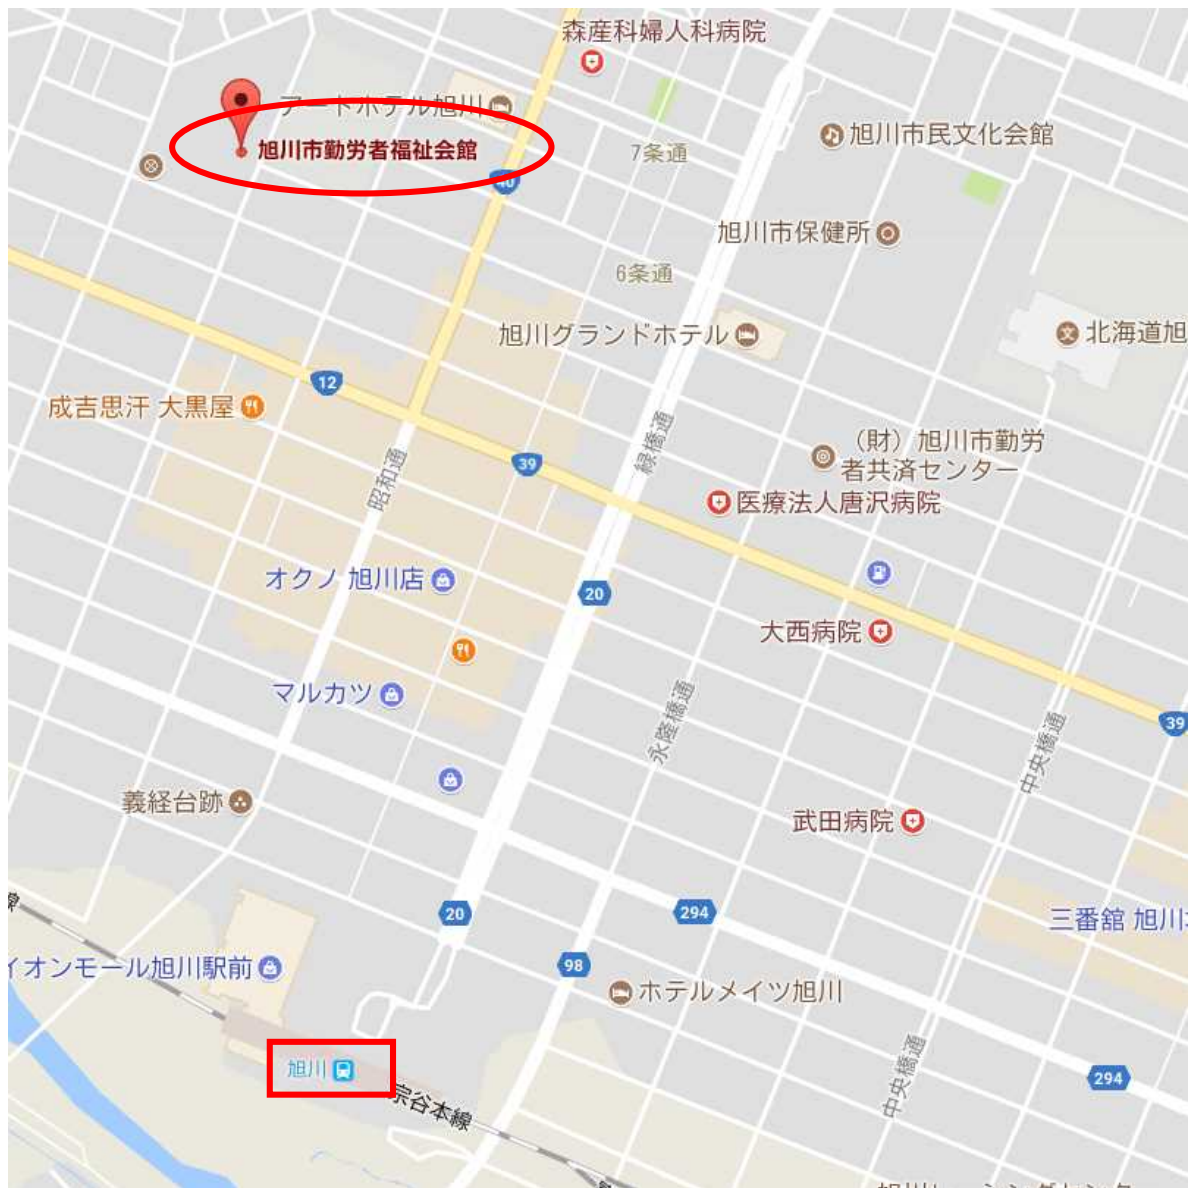 森産科婦人科病院
アートホテル旭川
旭川市勤労者福祉会館
旭川市民文化会館
7条通
40
旭川市保健所
6条通
旭川グランドホテル
北海道旭
12
成吉思汗 大黒屋
緑橋通
（財）旭川市勤労
者共済センター
昭和通
39
医療法人唐沢病院
オクノ 旭川店
20
大西病院
マルカツ
永隆橋通
中央橋通
39
義経台跡
武田病院
線
20
294
三番舘 旭川
イオンモール旭川駅前
98
ホテルメイツ旭川
旭川
中央橋通
294
宗谷本線